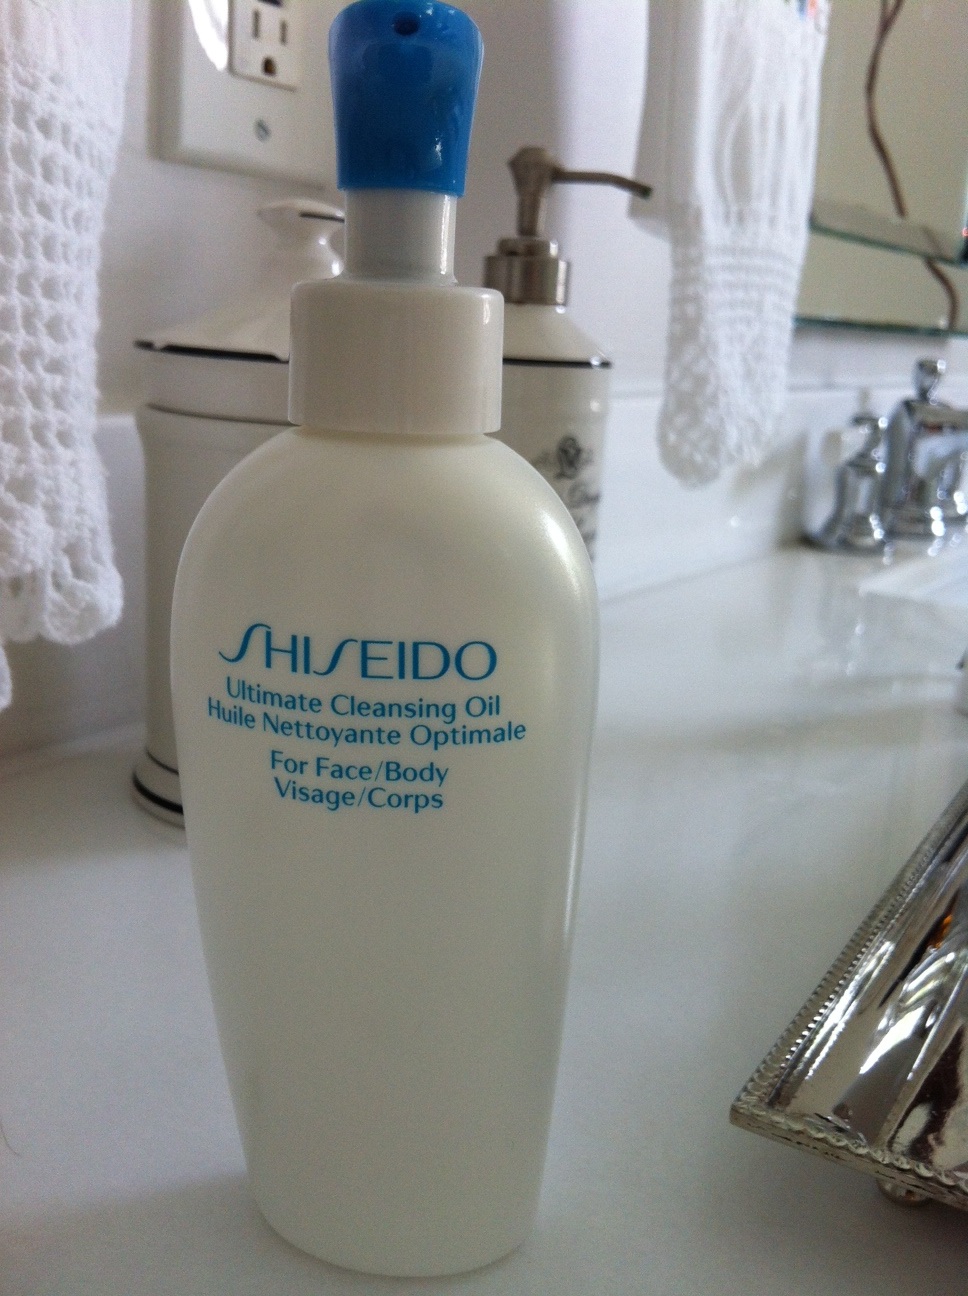 SHISEIDO
Ultimate Cleansing Oil
Huile Nettoyante Optimale
For Face/Body
Visage/Corps